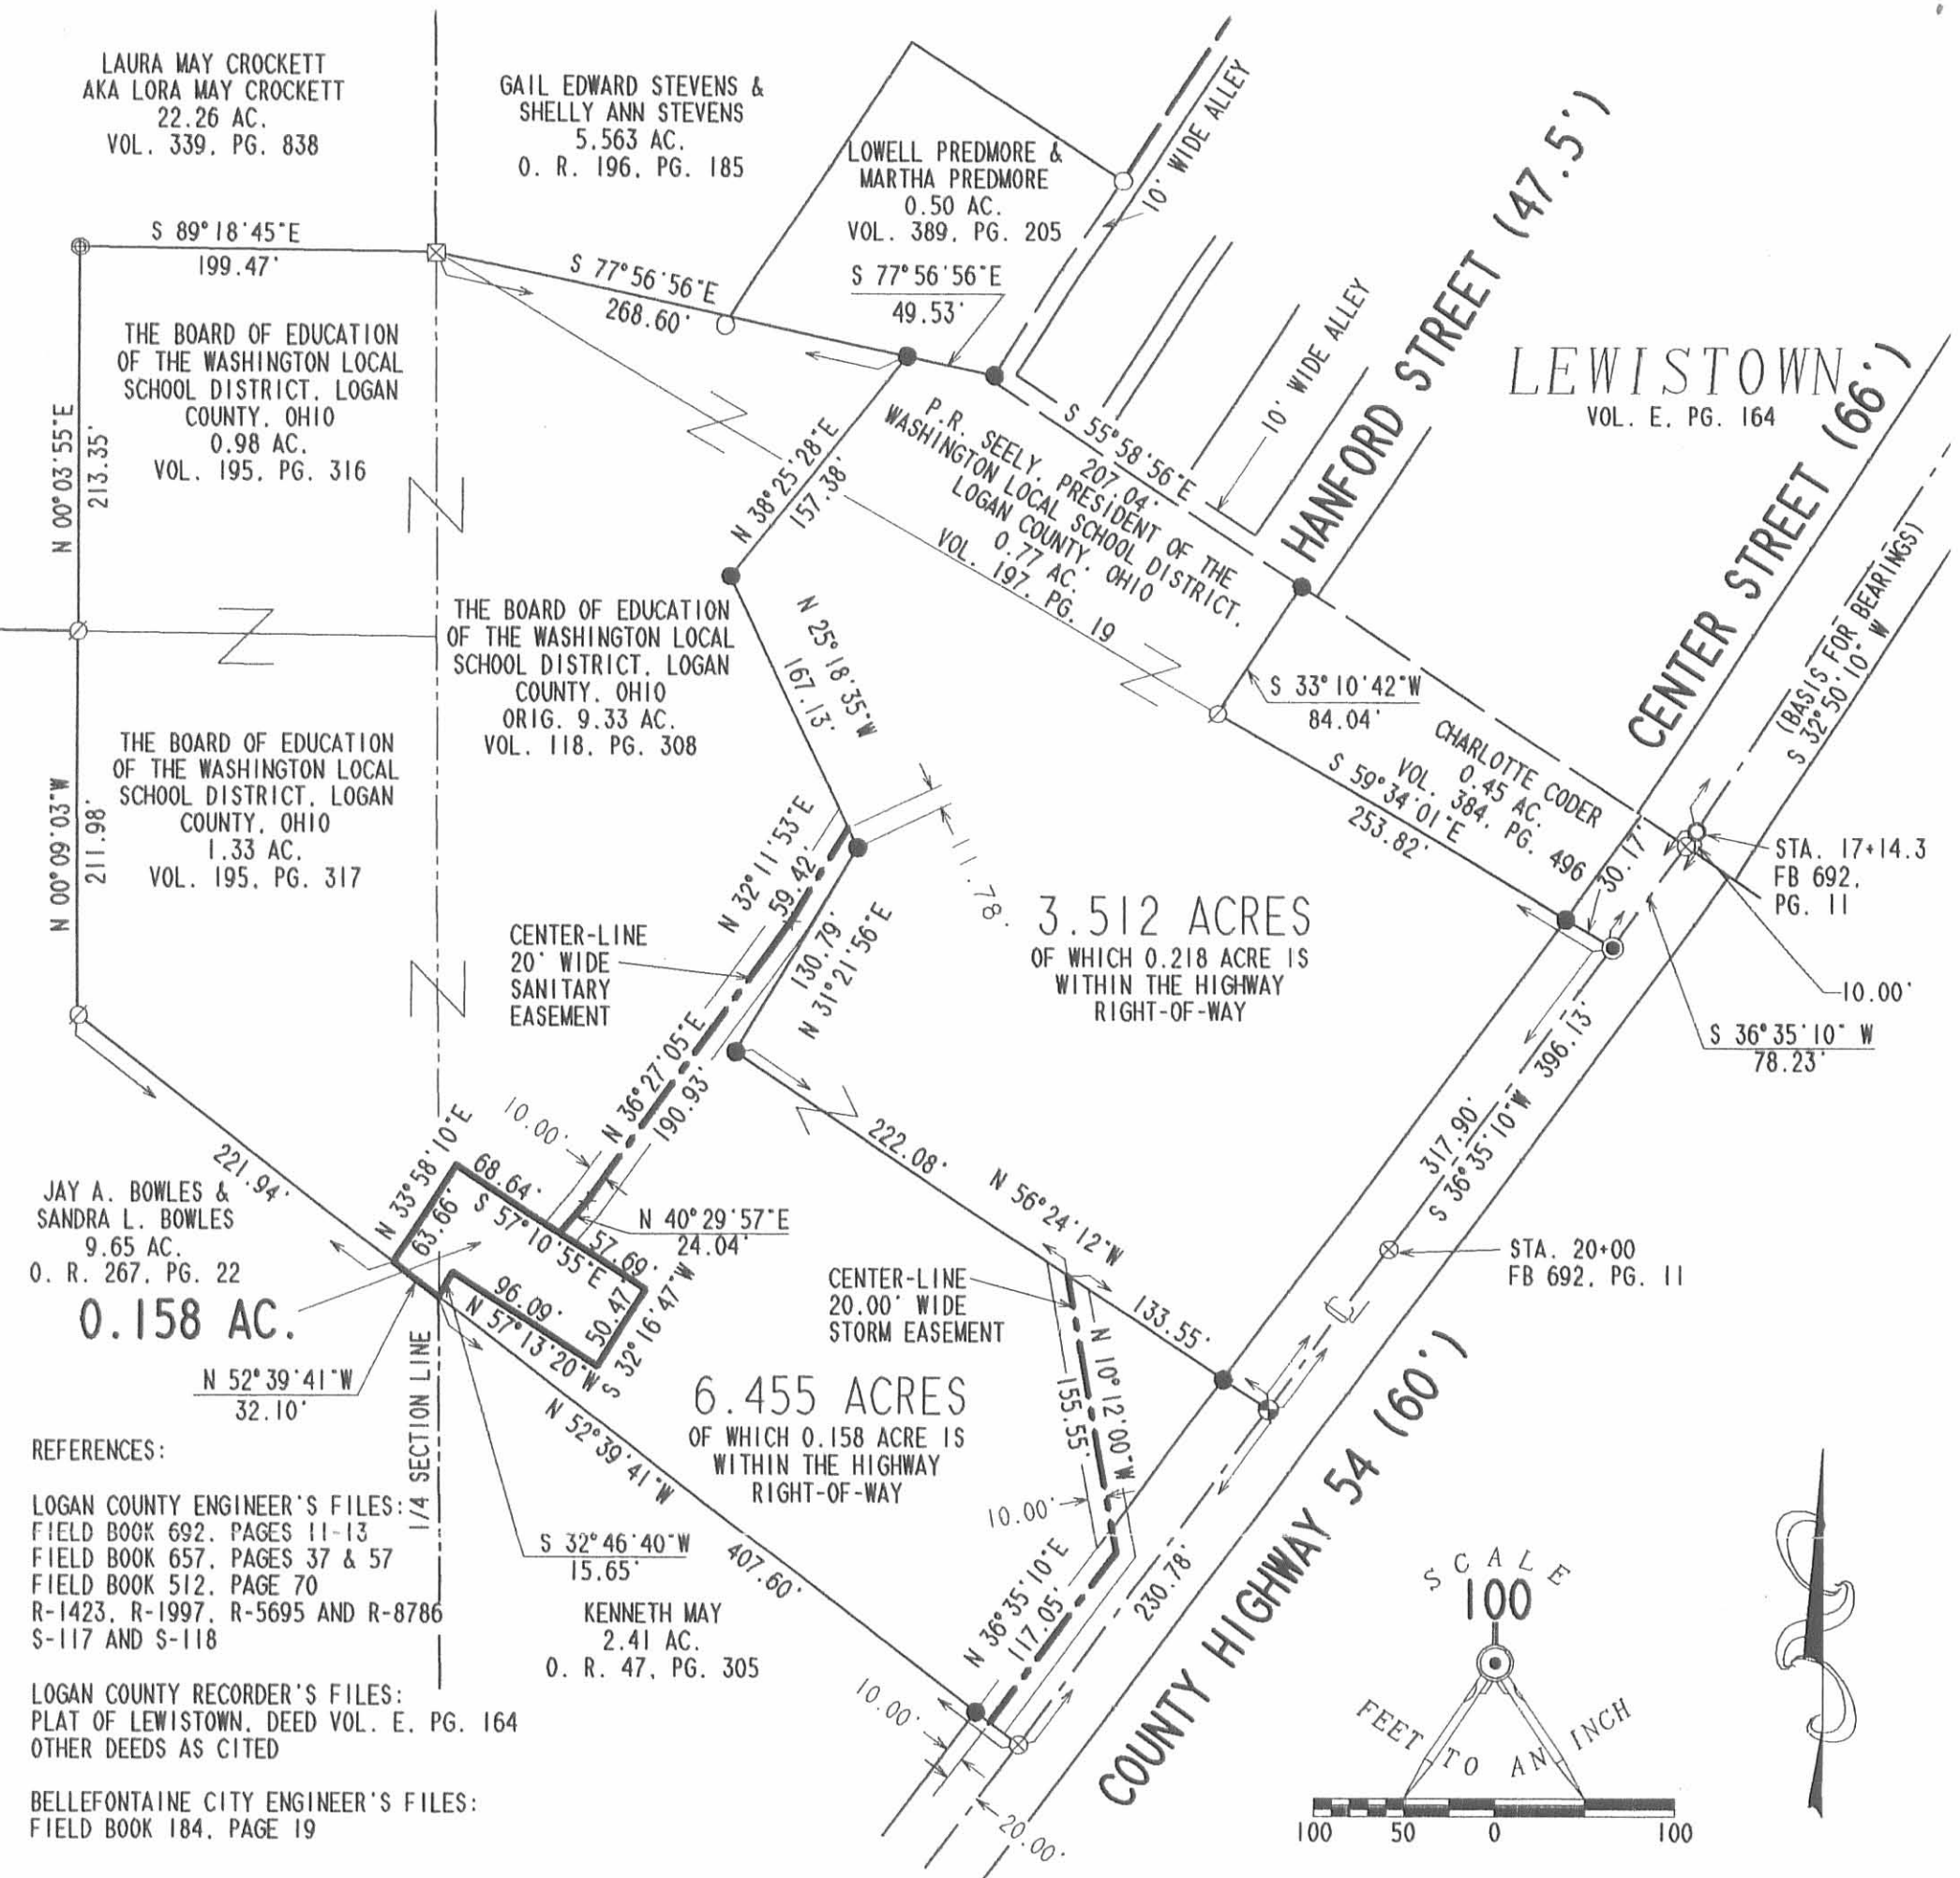 LAURA MAY CROCKETT
AKA LORA MAY CROCKETT
22.26 AC.
VOL. 339, PG. 838
GAIL EDWARD STEVENS &
SHELLY ANN STEVENS
5.563 AC.
O. R. 196, PG. 185
LOWELL PREDMORE &
MARTHA PREDMORE
0.50 AC.
VOL. 389, PG. 205
10' WIDE ALLEY
S 89°18'45"E
199.47'
S 77°56'56"E
268.60'
S 77°56'56"E
49.53'
10' WIDE ALLEY
HANFORD STREET (47.5')
LEWISTOWN
VOL. E, PG. 164
CENTER STREET (66')
THE BOARD OF EDUCATION
OF THE WASHINGTON LOCAL
SCHOOL DISTRICT, LOGAN
COUNTY, OHIO
0.98 AC.
VOL. 195, PG. 316
N 00°03'55"E
213.35'
N 38°25'28"E
157.38'
S 55°58'56"E
207.04'
P.R. SEELY, PRESIDENT OF THE
WASHINGTON LOCAL SCHOOL DISTRICT,
LOGAN COUNTY, OHIO
0.77 AC.
VOL. 197, PG. 19
(BASIS FOR BEARINGS)
S 32°50'10" W
THE BOARD OF EDUCATION
OF THE WASHINGTON LOCAL
SCHOOL DISTRICT, LOGAN
COUNTY, OHIO
ORIG. 9.33 AC.
VOL. 118, PG. 308
N 25°18'35"W
167.13'
S 33°10'42"W
84.04'
CHARLOTTE CODER
0.45 AC.
VOL. 384, PG. 496
S 59°34'01"E
253.82'
30.17'
STA. 17+14.3
FB 692,
PG. 11
10.00'
S 36°35'10" W
78.23'
THE BOARD OF EDUCATION
OF THE WASHINGTON LOCAL
SCHOOL DISTRICT, LOGAN
COUNTY, OHIO
1.33 AC.
VOL. 195, PG. 317
N 00°09'03"W
211.98'
N 32°11'53"E
59.42'
11.78'
130.79'
N 31°21'56"E
3.512 ACRES
OF WHICH 0.218 ACRE IS
WITHIN THE HIGHWAY
RIGHT-OF-WAY
CENTER-LINE
20' WIDE
SANITARY
EASEMENT
N 36°27'05"E
190.93'
10.00'
396.13'
317.90'
S 36°35'10"W
222.08'
N 56°24'12"W
133.55'
STA. 20+00
FB 692, PG. 11
221.94'
N 33°58'10"E
63.66'
68.64'
S 57°10'55"E
57.69'
N 40°29'57"E
24.04'
JAY A. BOWLES &
SANDRA L. BOWLES
9.65 AC.
O. R. 267, PG. 22
0.158 AC.
96.09'
N 57°13'20"W
50.47'
S 32°16'47"W
N 52°39'41"W
32.10'
1/4 SECTION LINE
CENTER-LINE
20.00' WIDE
STORM EASEMENT
N 10°12'00"W
155.55'
6.455 ACRES
OF WHICH 0.158 ACRE IS
WITHIN THE HIGHWAY
RIGHT-OF-WAY
N 52°39'41"W
407.60'
S 32°46'40"W
15.65'
10.00'
N 36°35'10"E
117.05'
230.78'
COUNTY HIGHWAY 54 (60')
KENNETH MAY
2.41 AC.
O. R. 47, PG. 305
10.00'
20.00'
REFERENCES:
LOGAN COUNTY ENGINEER'S FILES:
FIELD BOOK 692, PAGES 11-13
FIELD BOOK 657, PAGES 37 & 57
FIELD BOOK 512, PAGE 70
R-1423, R-1997, R-5695 AND R-8786
S-117 AND S-118
LOGAN COUNTY RECORDER'S FILES:
PLAT OF LEWISTOWN, DEED VOL. E, PG. 164
OTHER DEEDS AS CITED
BELLEFONTAINE CITY ENGINEER'S FILES:
FIELD BOOK 184, PAGE 19
SCALE
100
FEET TO AN INCH
100 50 0 100